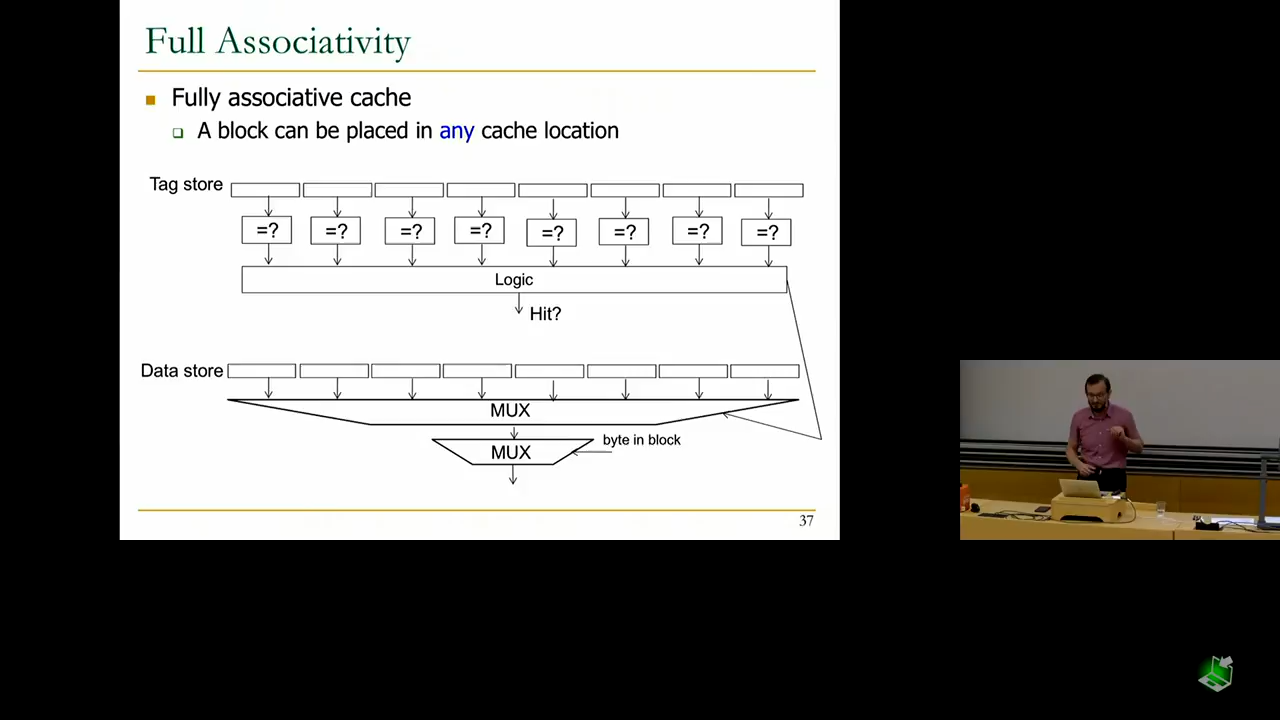 Full Associativity
Fully associative cache
A block can be placed in any cache location
Tag store
=? =? =? =? =? =? =? =?
Logic
Hit?
Data store
MUX
byte in block
MUX
37